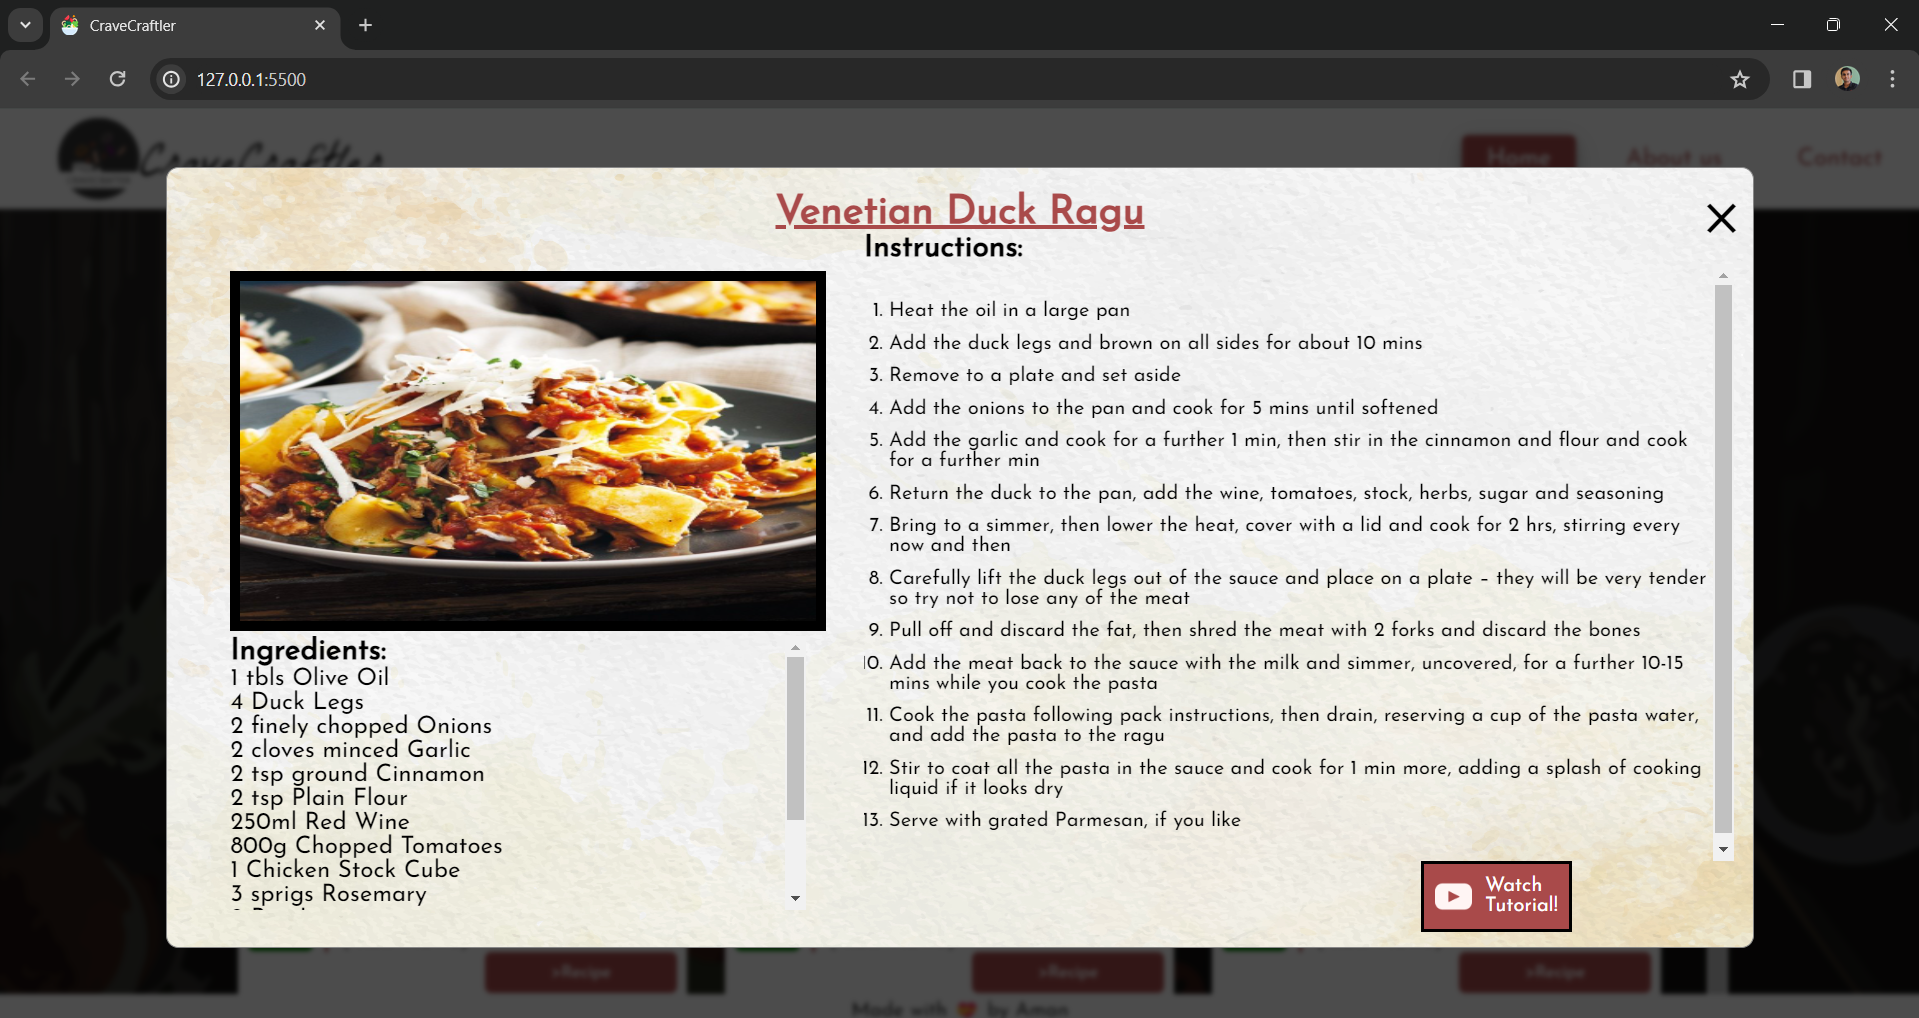 CraveCraftler
127.0.0.1:5500
CraveCraftler
Home
About us
Contact
Venetian Duck Ragu
Instructions:
1. Heat the oil in a large pan
2. Add the duck legs and brown on all sides for about 10 mins
3. Remove to a plate and set aside
4. Add the onions to the pan and cook for 5 mins until softened
5. Add the garlic and cook for a further 1 min, then stir in the cinnamon and flour and cook
for a further min
6. Return the duck to the pan, add the wine, tomatoes, stock, herbs, sugar and seasoning
7. Bring to a simmer, then lower the heat, cover with a lid and cook for 2 hrs, stirring every
now and then
8. Carefully lift the duck legs out of the sauce and place on a plate – they will be very tender
so try not to lose any of the meat
9. Pull off and discard the fat, then shred the meat with 2 forks and discard the bones
10. Add the meat back to the sauce with the milk and simmer, uncovered, for a further 10-15
mins while you cook the pasta
11. Cook the pasta following pack instructions, then drain, reserving a cup of the pasta water,
and add the pasta to the ragu
12. Stir to coat all the pasta in the sauce and cook for 1 min more, adding a splash of cooking
liquid if it looks dry
13. Serve with grated Parmesan, if you like
Ingredients:
1 tbls Olive Oil
4 Duck Legs
2 finely chopped Onions
2 cloves minced Garlic
2 tsp ground Cinnamon
2 tsp Plain Flour
250ml Red Wine
800g Chopped Tomatoes
1 Chicken Stock Cube
3 sprigs Rosemary
Watch
Tutorial!
>Recipe
>Recipe
>Recipe
Made with ❤️ by Aman